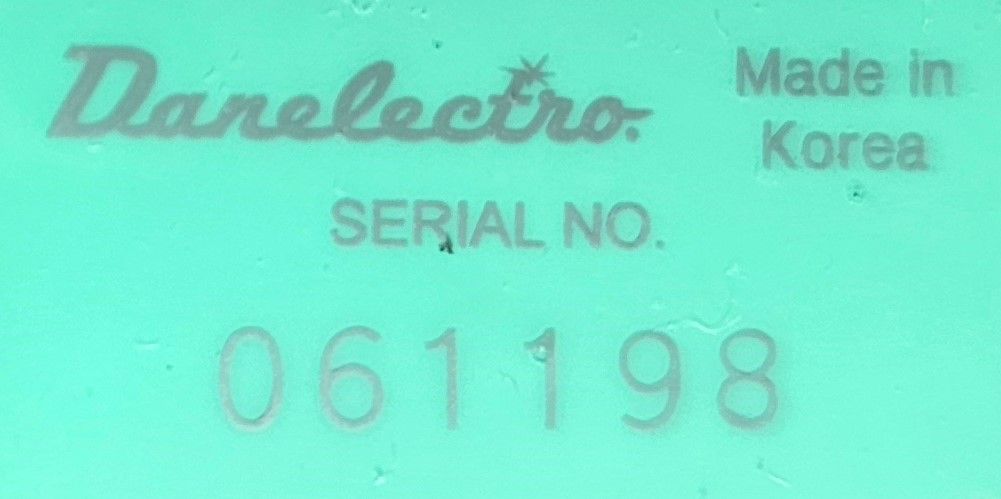 Danelectro.
Made in
Korea
SERIAL NO.
061198